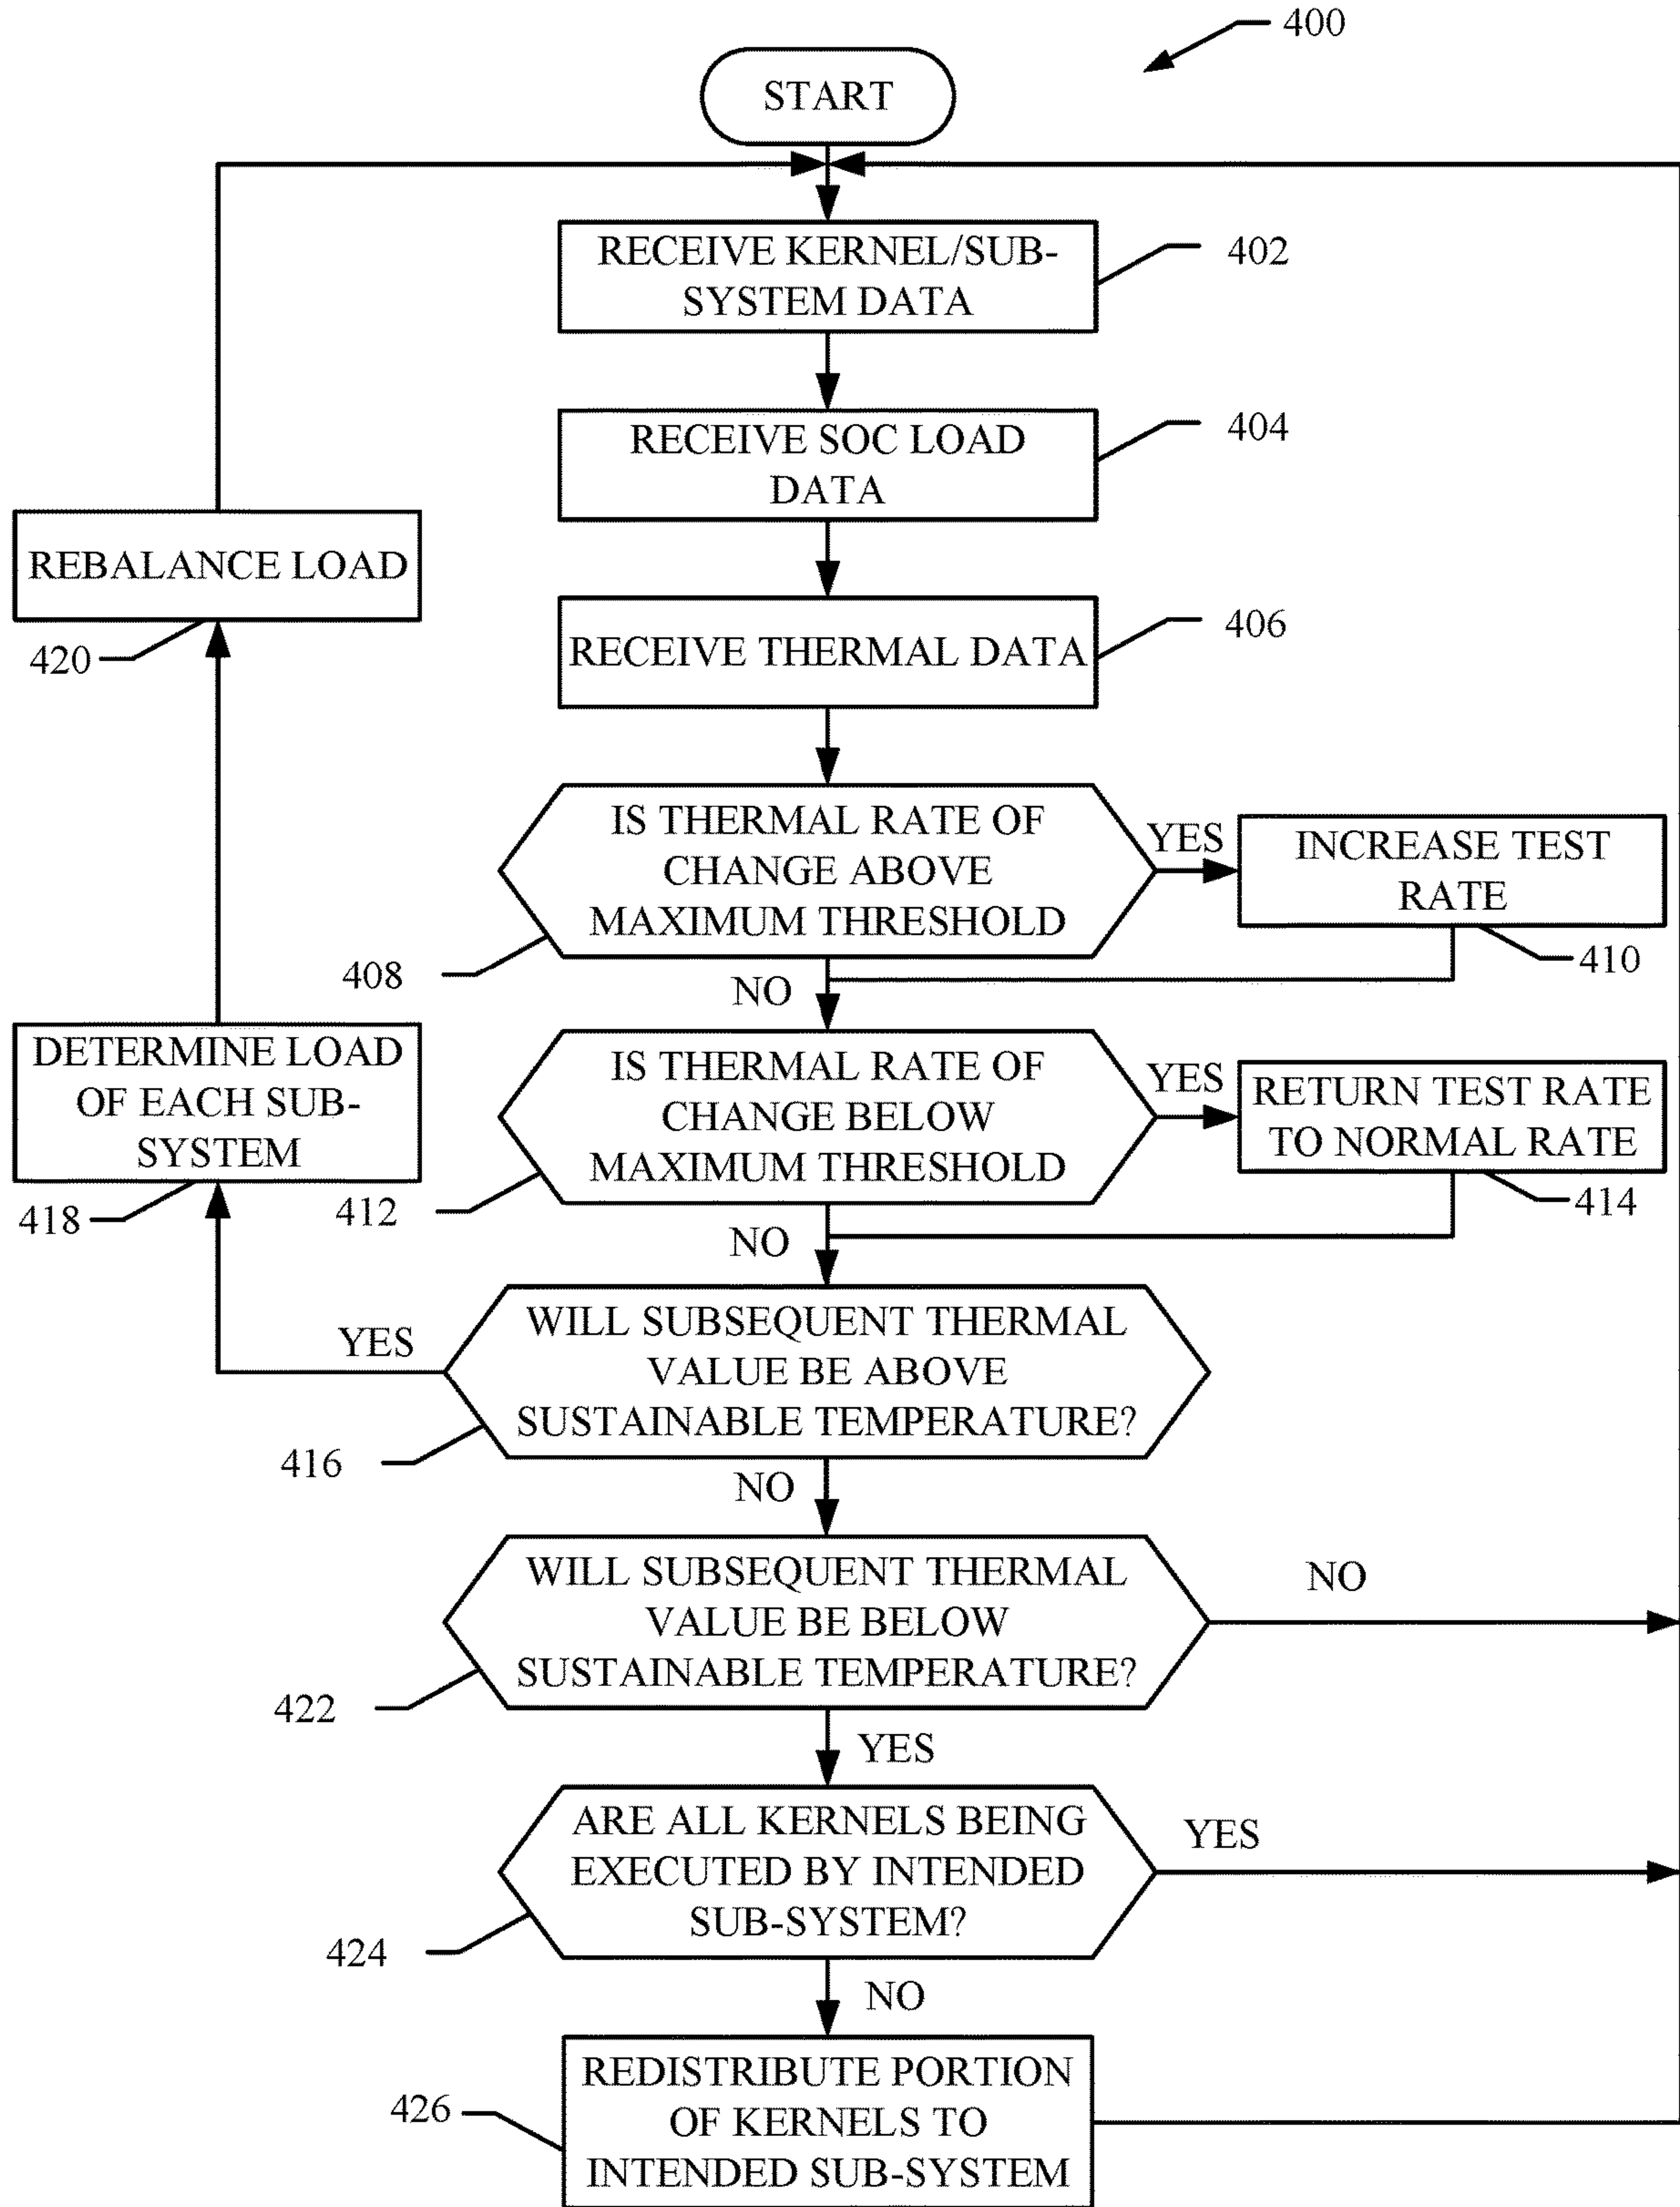 400
START
RECEIVE KERNEL/SUB-
SYSTEM DATA
402
RECEIVE SOC LOAD
DATA
404
REBALANCE LOAD
420
RECEIVE THERMAL DATA
406
IS THERMAL RATE OF
CHANGE ABOVE
MAXIMUM THRESHOLD
408
YES
INCREASE TEST
RATE
410
NO
DETERMINE LOAD
OF EACH SUB-
SYSTEM
418
IS THERMAL RATE OF
CHANGE BELOW
MAXIMUM THRESHOLD
412
YES
RETURN TEST RATE
TO NORMAL RATE
414
NO
YES
WILL SUBSEQUENT THERMAL
VALUE BE ABOVE
SUSTAINABLE TEMPERATURE?
416
NO
WILL SUBSEQUENT THERMAL
VALUE BE BELOW
SUSTAINABLE TEMPERATURE?
422
NO
YES
ARE ALL KERNELS BEING
EXECUTED BY INTENDED
SUB-SYSTEM?
424
YES
NO
REDISTRIBUTE PORTION
OF KERNELS TO
INTENDED SUB-SYSTEM
426